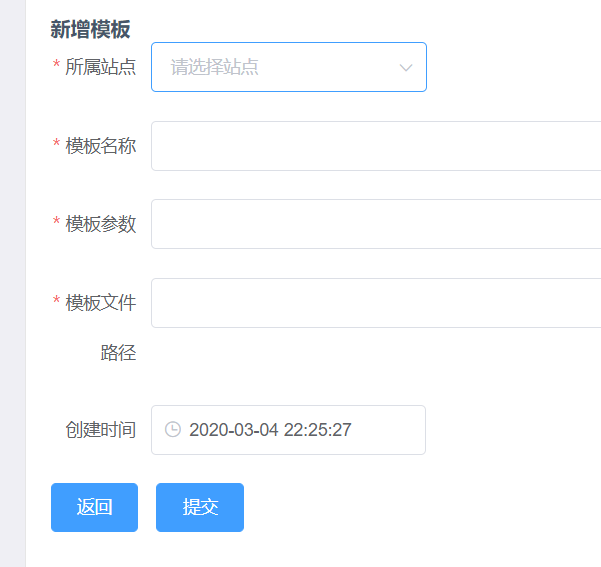 新增模板
* 所属站点 请选择站点
* 模板名称
* 模板参数
* 模板文件
路径
创建时间 2020-03-04 22:25:27
返回 提交